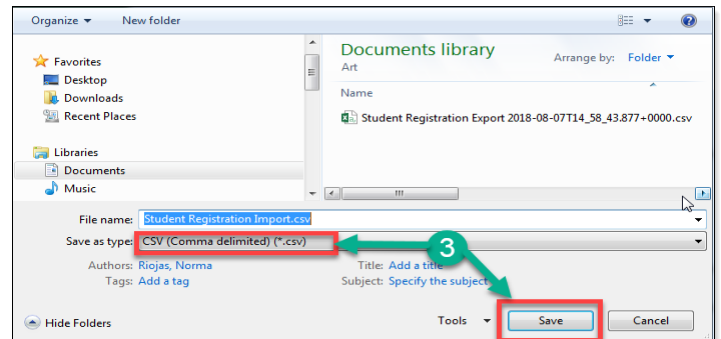 Organize New folder
Favorites
Desktop
Downloads
Recent Places
Libraries
Documents
Music
Documents library
Art
Arrange by: Folder
Name
Student Registration Export 2018-08-07T14_58_43.877+0000.csv
File name: Student Registration Import.csv
Save as type: CSV (Comma delimited) (*.csv)
3
Authors: Riojas, Norma
Title: Add a title
Tags: Add a tag
Subject: Specify the subject
Hide Folders
Tools Save Cancel